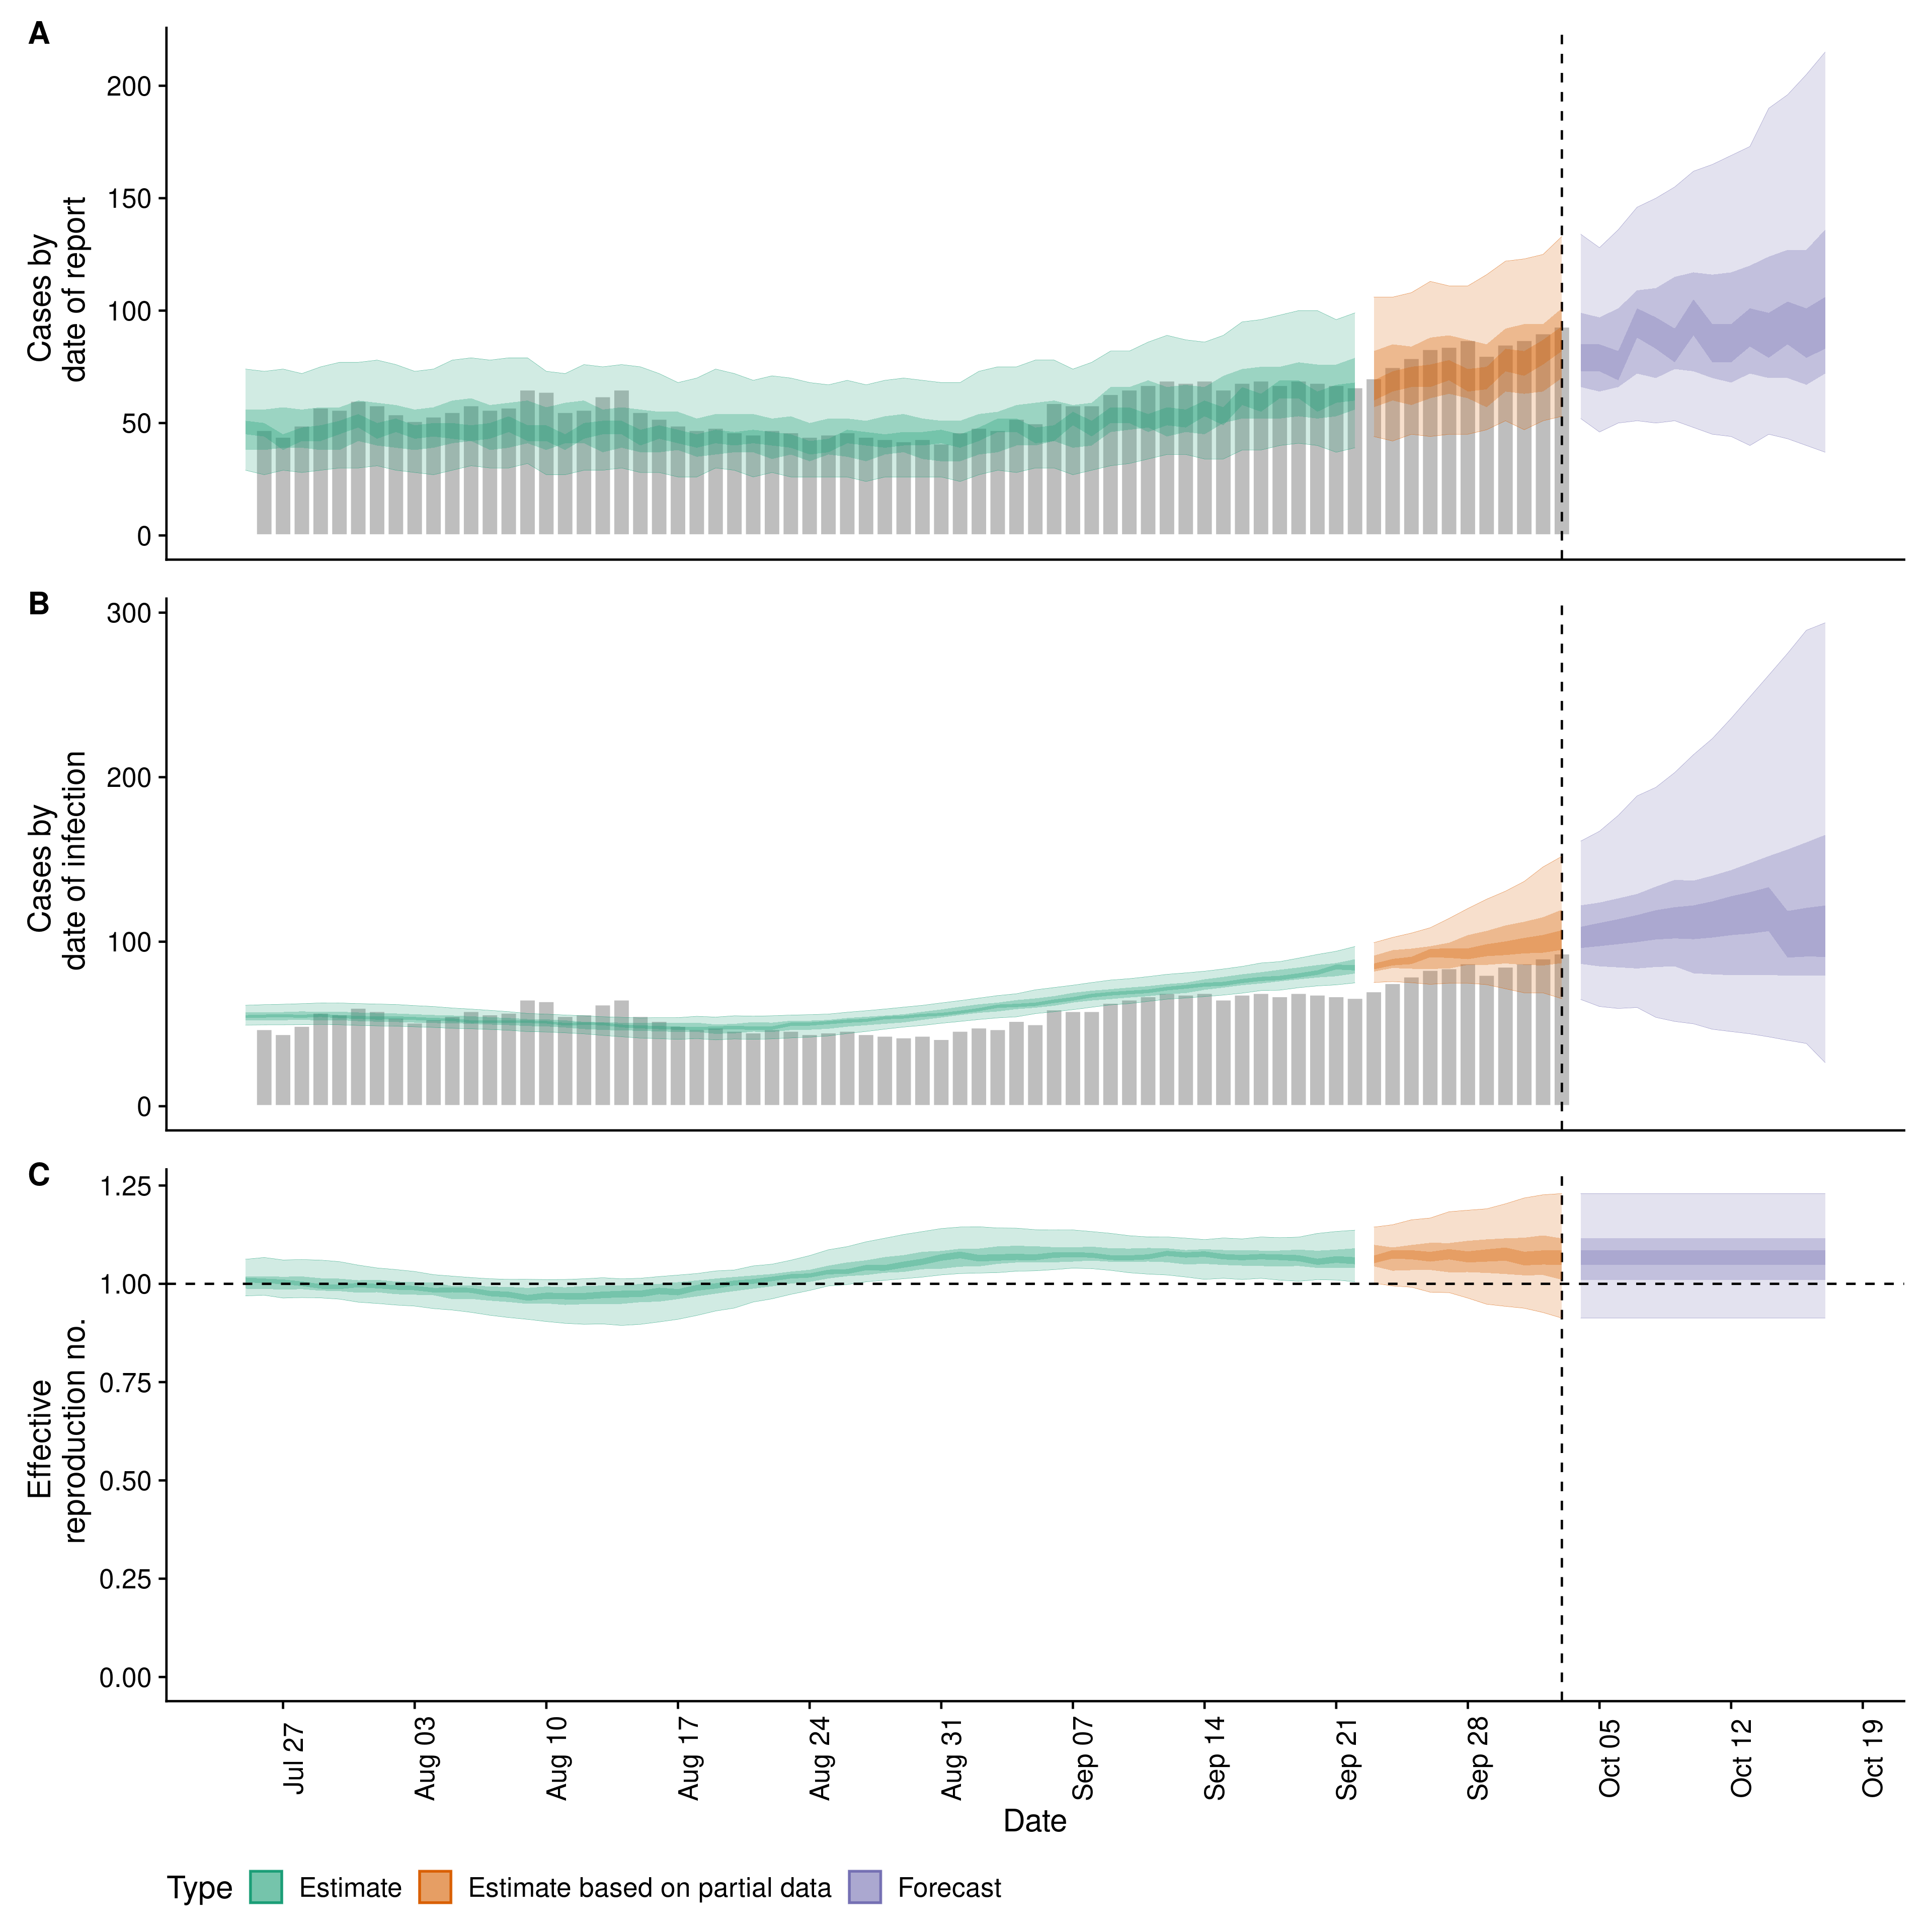 A
Cases by
date of report
200
150
100
50
0
B
Cases by
date of infection
300
200
100
0
C
Effective
reproduction no.
1.25
1.00
0.75
0.50
0.25
0.00
Jul 27
Aug 03
Aug 10
Aug 17
Aug 24
Aug 31
Sep 07
Sep 14
Sep 21
Sep 28
Oct 05
Oct 12
Oct 19
Date
Type Estimate Estimate based on partial data Forecast